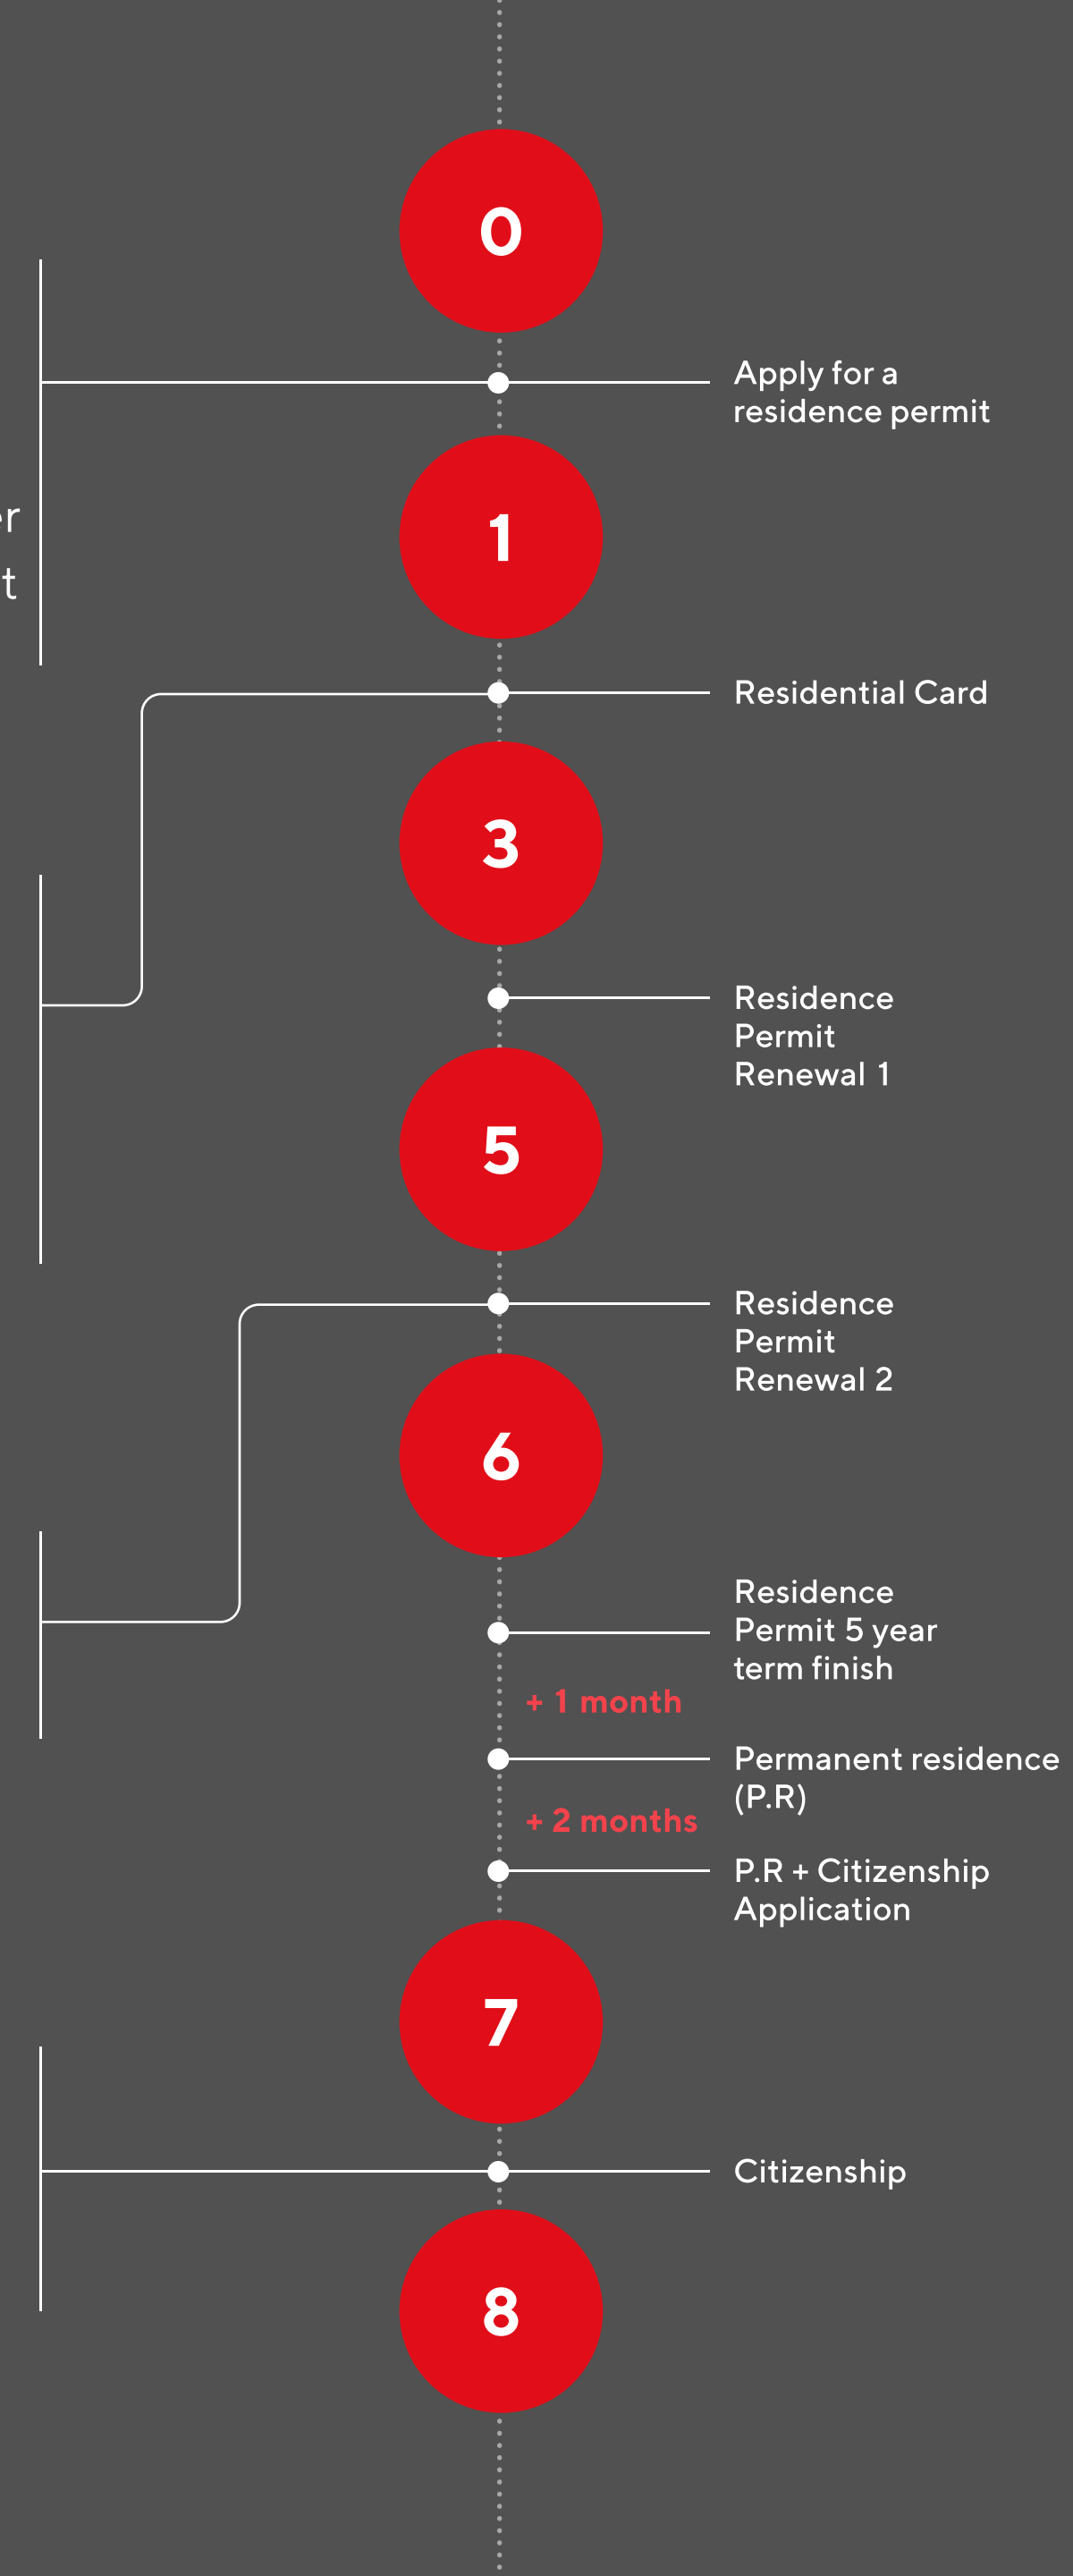 0
Apply for a
residence permit
1
Residential Card
3
Residence
Permit
Renewal 1
5
Residence
Permit
Renewal 2
6
Residence
Permit 5 year
term finish
+ 1 month
Permanent residence
(P.R)
+ 2 months
P.R + Citizenship
Application
7
Citizenship
8